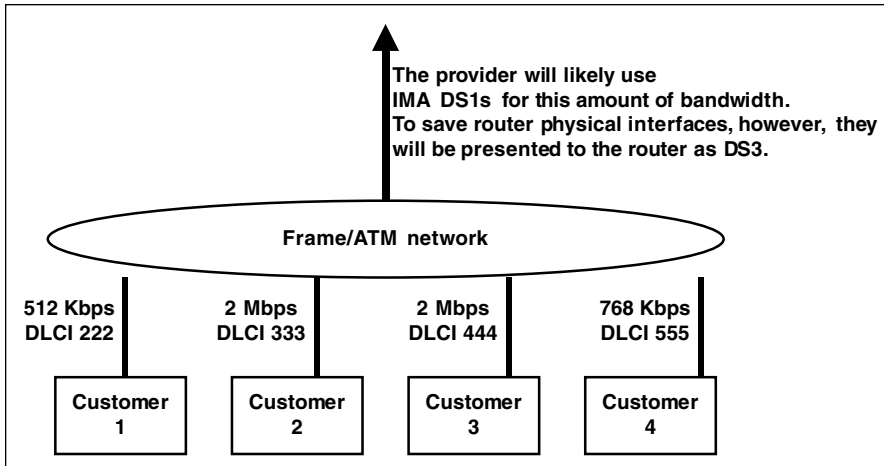 The provider will likely use
IMA DS1s for this amount of bandwidth.
To save router physical interfaces, however, they
will be presented to the router as DS3.
Frame/ATM network
512 Kbps
DLCI 222
2 Mbps
DLCI 333
2 Mbps
DLCI 444
768 Kbps
DLCI 555
Customer
1
Customer
2
Customer
3
Customer
4